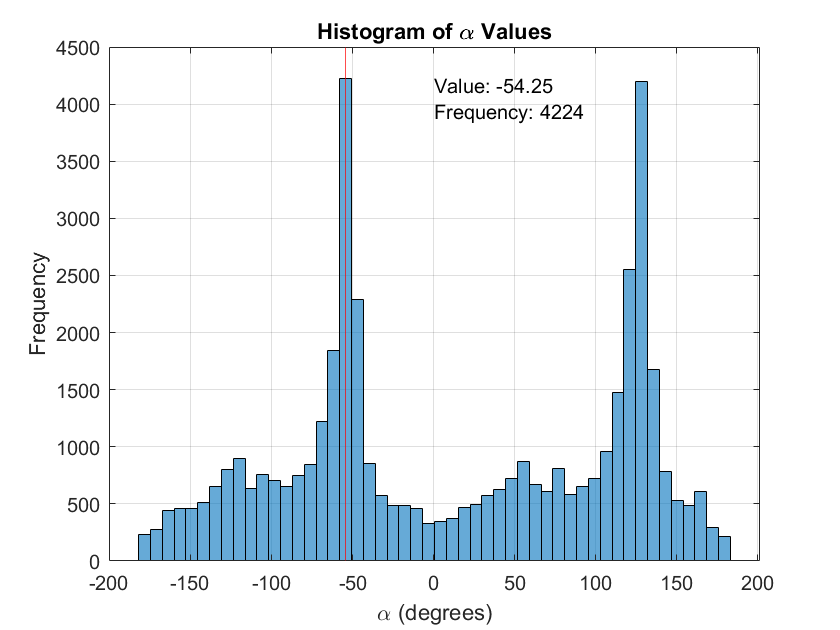 Histogram of α Values
4500
4000
3500
3000
2500
2000
1500
1000
500
0
Frequency
Value: -54.25
Frequency: 4224
-200 -150 -100 -50 0 50 100 150 200
α (degrees)